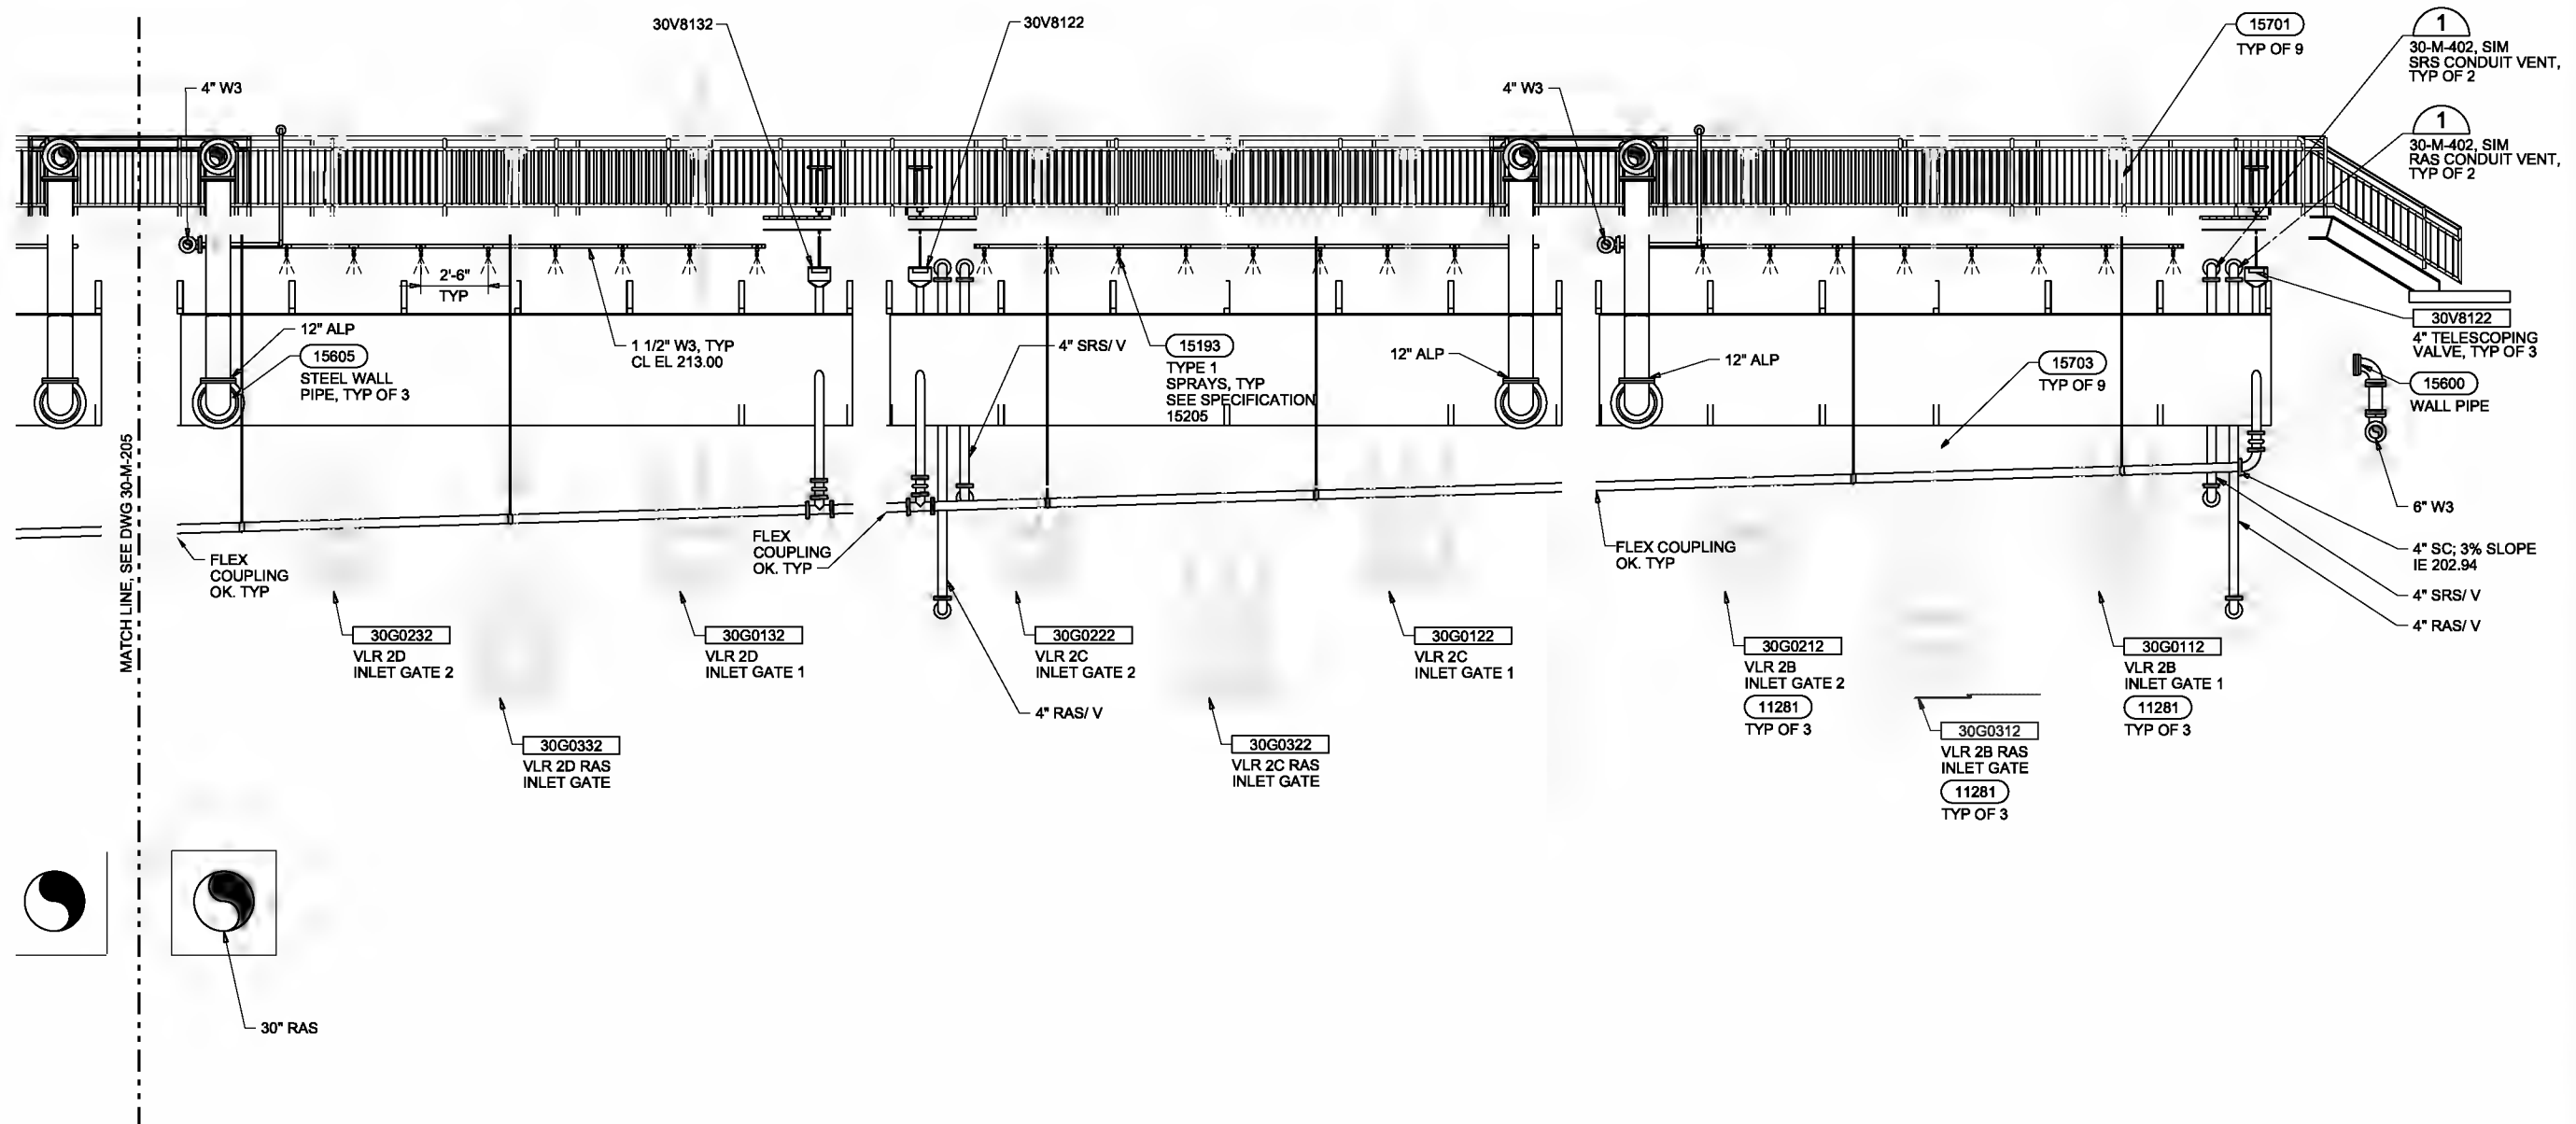 30V8132
30V8122
15701
TYP OF 9
1
30-M-402, SIM
SRS CONDUIT VENT,
TYP OF 2
4" W3
4" W3
1
30-M-402, SIM
RAS CONDUIT VENT,
TYP OF 2
2'-6"
TYP
12" ALP
15605
STEEL WALL
PIPE, TYP OF 3
1 1/2" W3, TYP
CL EL 213.00
4" SRS/ V
15193
TYPE 1
SPRAYS, TYP
SEE SPECIFICATION
15205
12" ALP
12" ALP
15703
TYP OF 9
30V8122
4" TELESCOPING
VALVE, TYP OF 3
15600
WALL PIPE
MATCH LINE, SEE DWG 30-M-205
6" W3
FLEX
COUPLING
OK. TYP
FLEX
COUPLING
OK. TYP
FLEX COUPLING
OK. TYP
4" SC; 3% SLOPE
IE 202.94
4" SRS/ V
4" RAS/ V
30G0232
VLR 2D
INLET GATE 2
30G0132
VLR 2D
INLET GATE 1
30G0222
VLR 2C
INLET GATE 2
30G0122
VLR 2C
INLET GATE 1
30G0212
VLR 2B
INLET GATE 2
11281
TYP OF 3
30G0112
VLR 2B
INLET GATE 1
11281
TYP OF 3
4" RAS/ V
30G0332
VLR 2D RAS
INLET GATE
30G0322
VLR 2C RAS
INLET GATE
30G0312
VLR 2B RAS
INLET GATE
11281
TYP OF 3
30" RAS